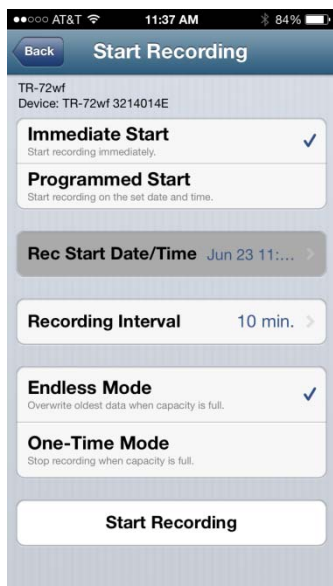 AT&T 11:37 AM 84%
Back Start Recording
TR-72wf
Device: TR-72wf 3214014E
Immediate Start
Start recording immediately.
Programmed Start
Start recording on the set date and time.
Rec Start Date/Time Jun 23 11:...
Recording Interval 10 min.
Endless Mode
Overwrite oldest data when capacity is full.
One-Time Mode
Stop recording when capacity is full.
Start Recording